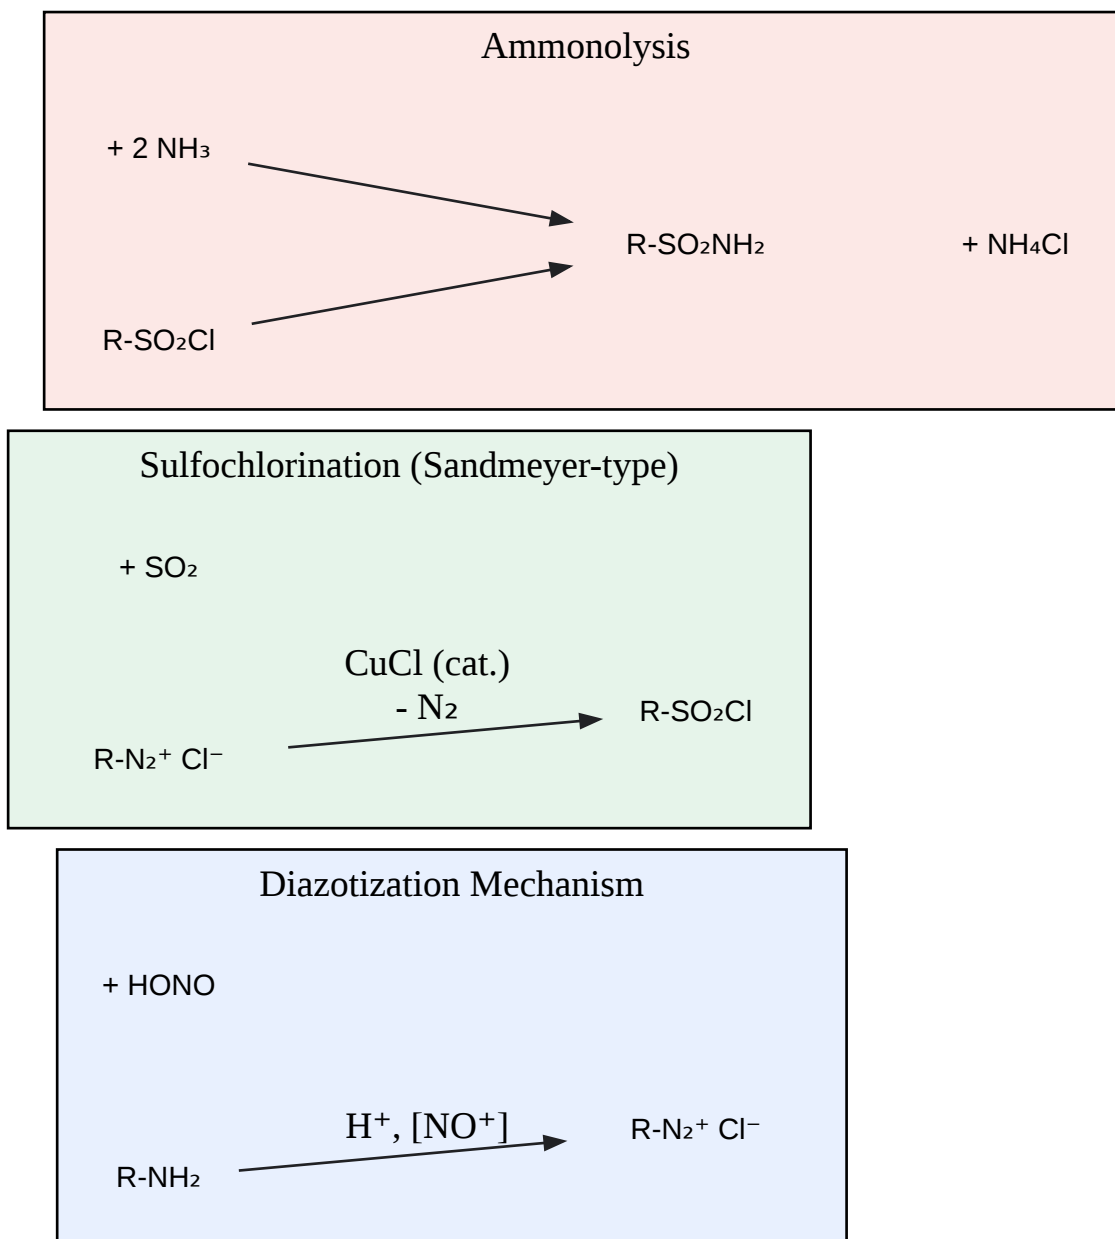 Ammonolysis
+ 2 NH₃
R-SO₂NH₂
+ NH₄Cl
R-SO₂Cl
Sulfochlorination (Sandmeyer-type)
+ SO₂
CuCl (cat.)
- N₂
R-SO₂Cl
R-N₂⁺ Cl⁻
Diazotization Mechanism
+ HONO
H⁺, [NO⁺]
R-N₂⁺ Cl⁻
R-NH₂